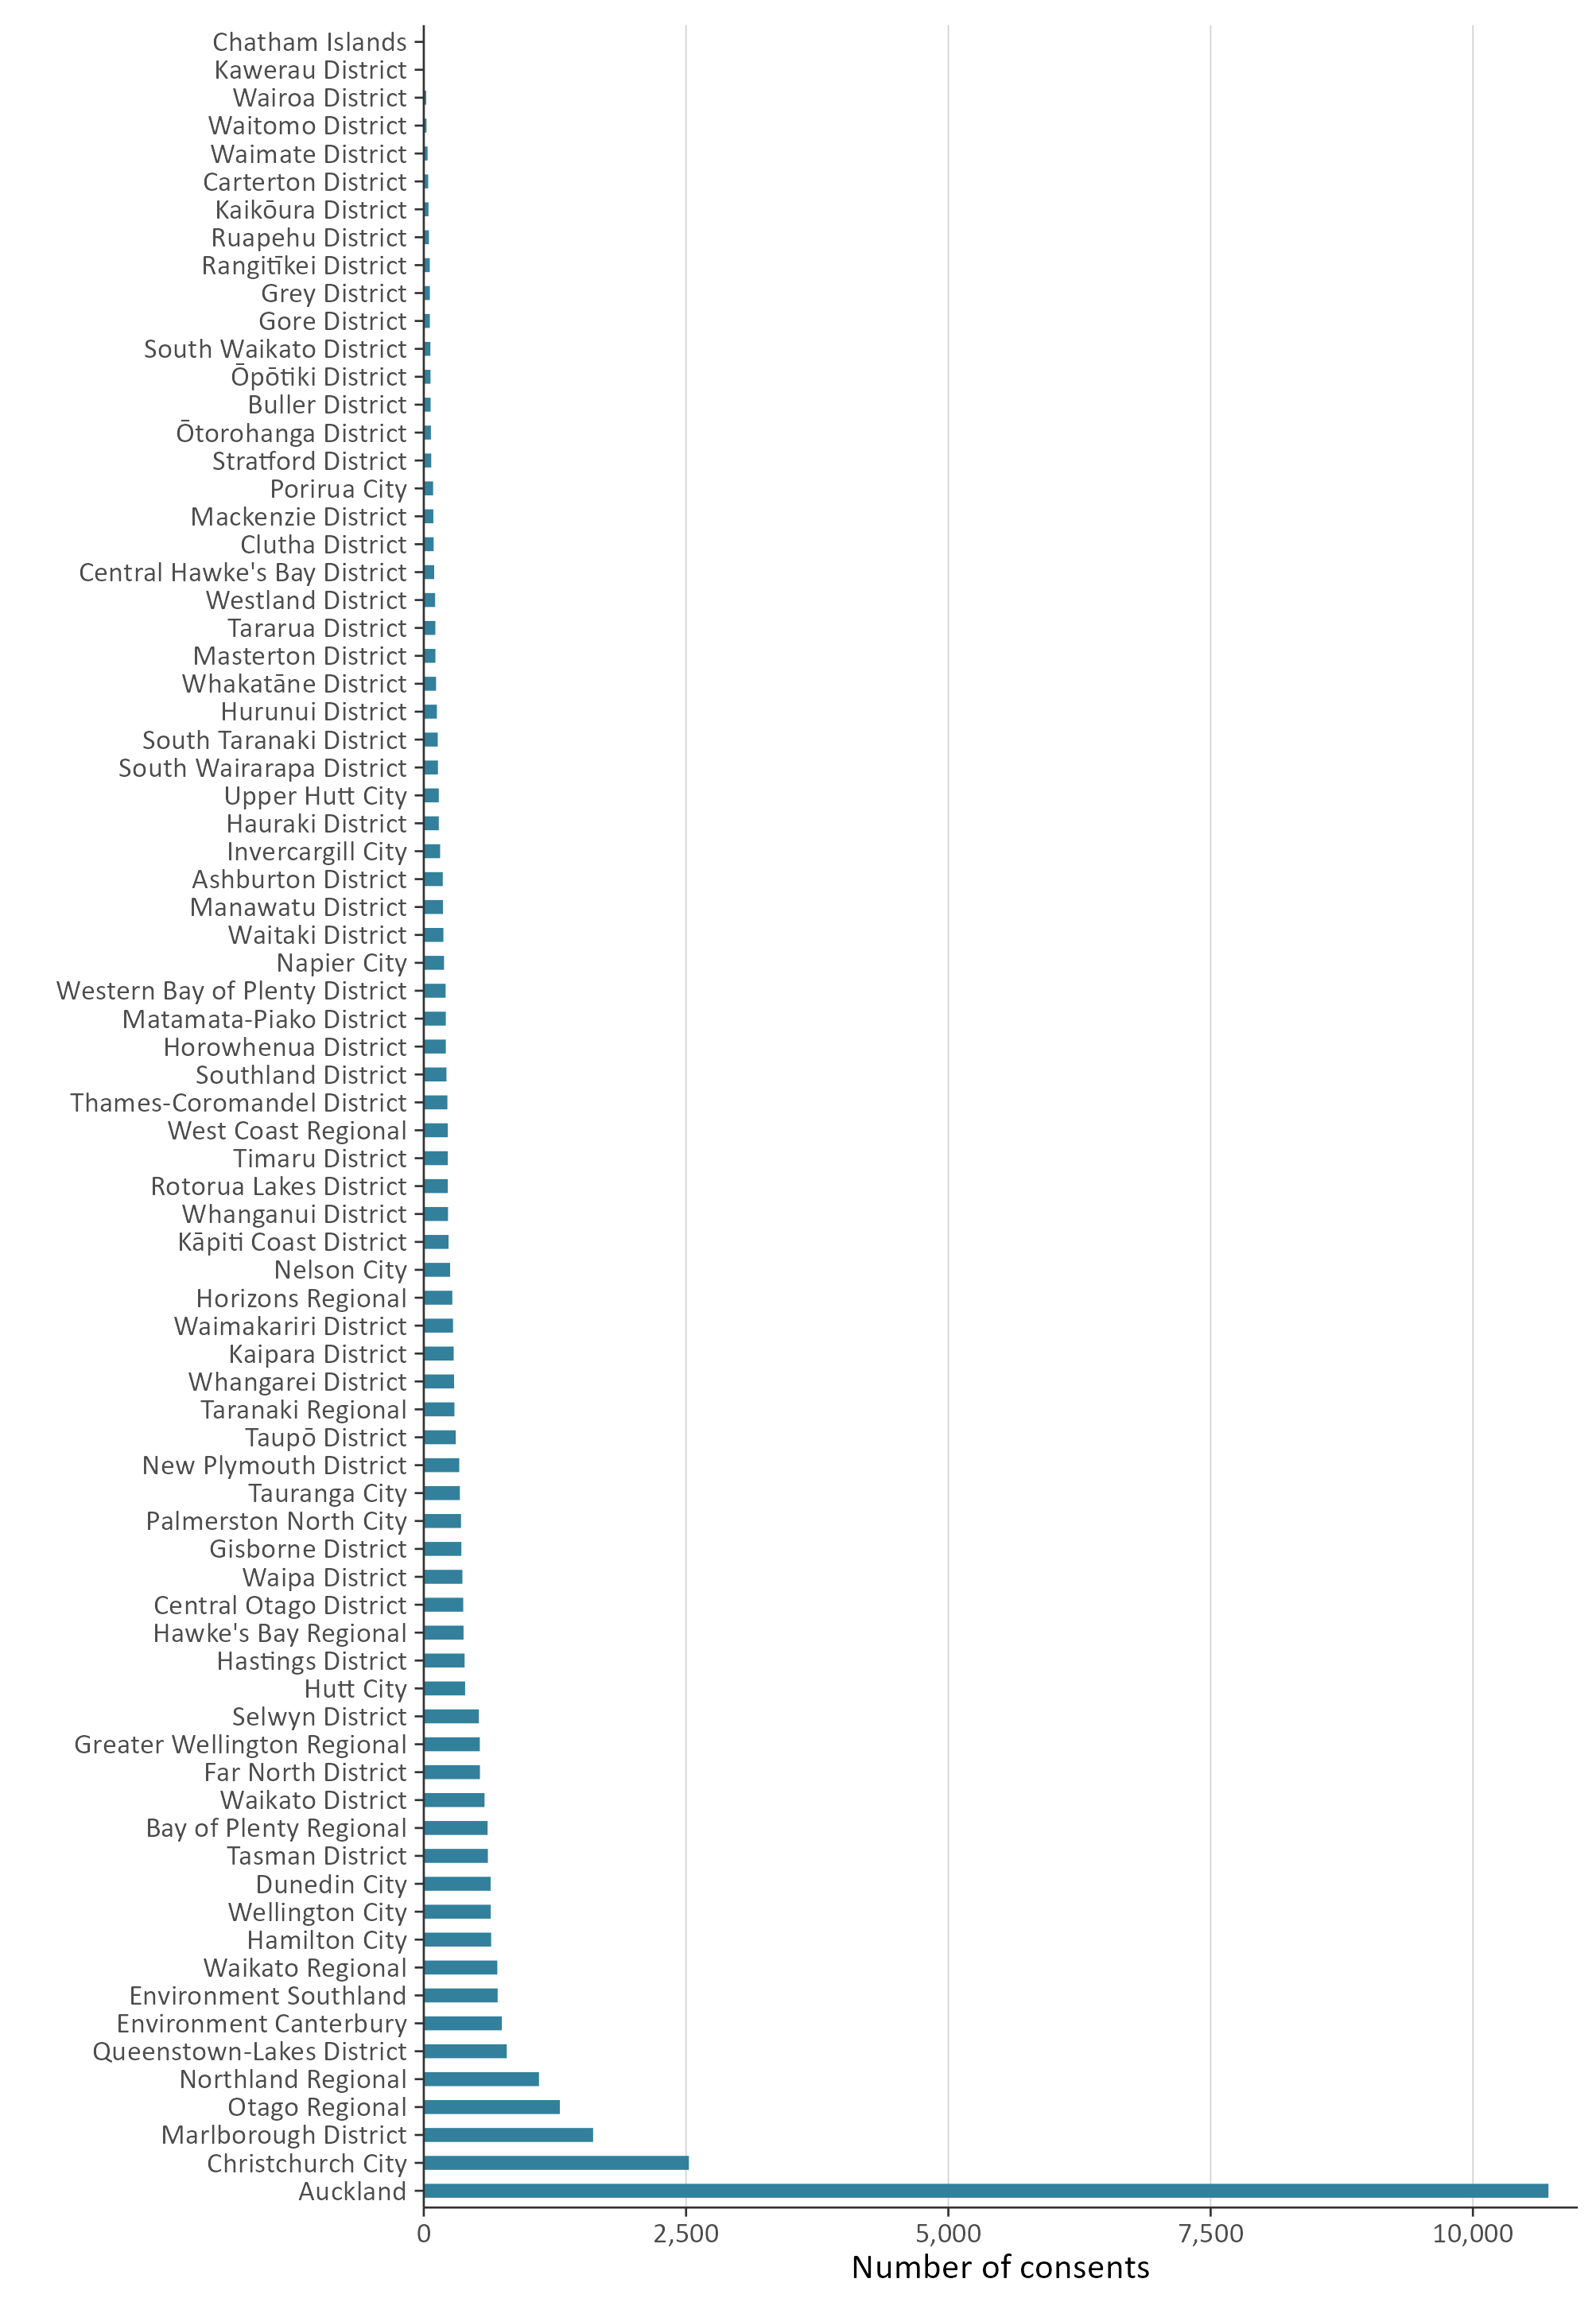 Chatham Islands
Kawerau District
Wairoa District
Waitomo District
Waimate District
Carterton District
Kaikōura District
Ruapehu District
Rangitīkei District
Grey District
Gore District
South Waikato District
Ōpōtiki District
Buller District
Ōtorohanga District
Stratford District
Porirua City
Mackenzie District
Clutha District
Central Hawke's Bay District
Westland District
Tararua District
Masterton District
Whakatāne District
Hurunui District
South Taranaki District
South Wairarapa District
Upper Hutt City
Hauraki District
Invercargill City
Ashburton District
Manawatu District
Waitaki District
Napier City
Western Bay of Plenty District
Matamata-Piako District
Horowhenua District
Southland District
Thames-Coromandel District
West Coast Regional
Timaru District
Rotorua Lakes District
Whanganui District
Kāpiti Coast District
Nelson City
Horizons Regional
Waimakariri District
Kaipara District
Whangarei District
Taranaki Regional
Taupō District
New Plymouth District
Tauranga City
Palmerston North City
Gisborne District
Waipa District
Central Otago District
Hawke's Bay Regional
Hastings District
Hutt City
Selwyn District
Greater Wellington Regional
Far North District
Waikato District
Bay of Plenty Regional
Tasman District
Dunedin City
Wellington City
Hamilton City
Waikato Regional
Environment Southland
Environment Canterbury
Queenstown-Lakes District
Northland Regional
Otago Regional
Marlborough District
Christchurch City
Auckland
0 2,500 5,000 7,500 10,000
Number of consents